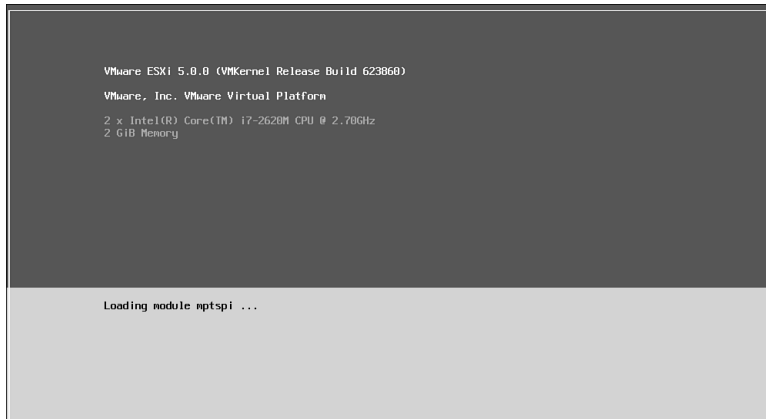 VMware ESXi 5.0.0 (VMKernel Release Build 623860)
VMware, Inc. VMware Virtual Platform
2 x Intel(R) Core(TM) i7-2620M CPU @ 2.70GHz
2 GiB Memory
Loading module mptspi ...